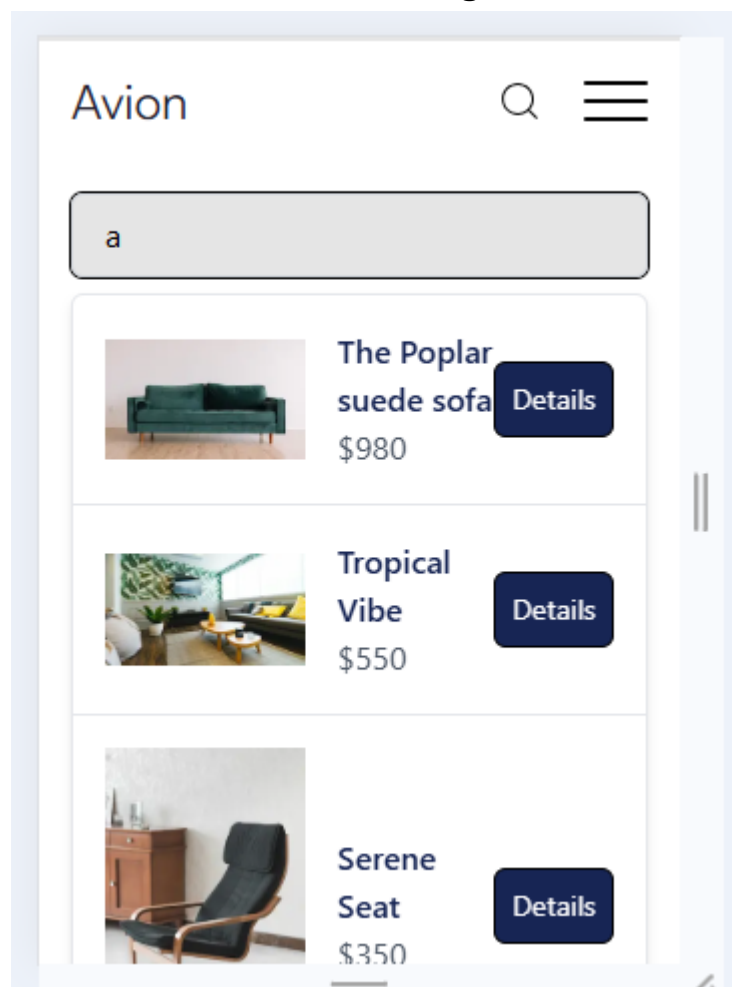 Avion
a
The Poplar
suede sofa
$980
Details
Tropical
Vibe
$550
Details
Serene
Seat
$350
Details